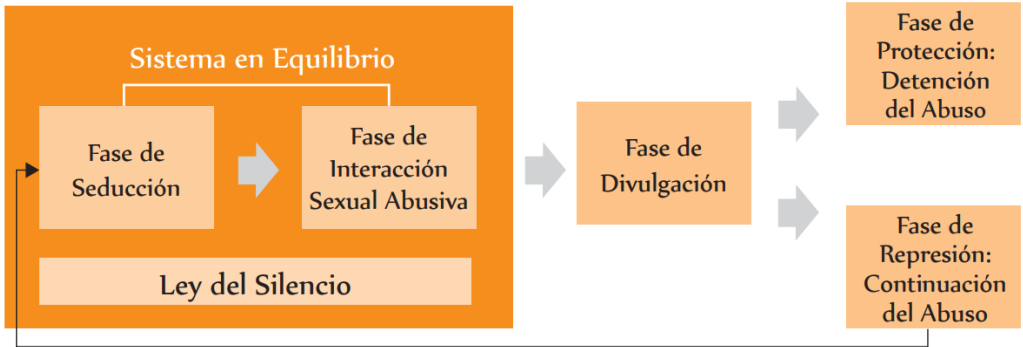 Sistema en Equilibrio
Fase de
Seducción
Fase de
Interacción
Sexual Abusiva
Ley del Silencio
Fase de
Divulgación
Fase de
Protección:
Detención
del Abuso
Fase de
Represión:
Continuación
del Abuso